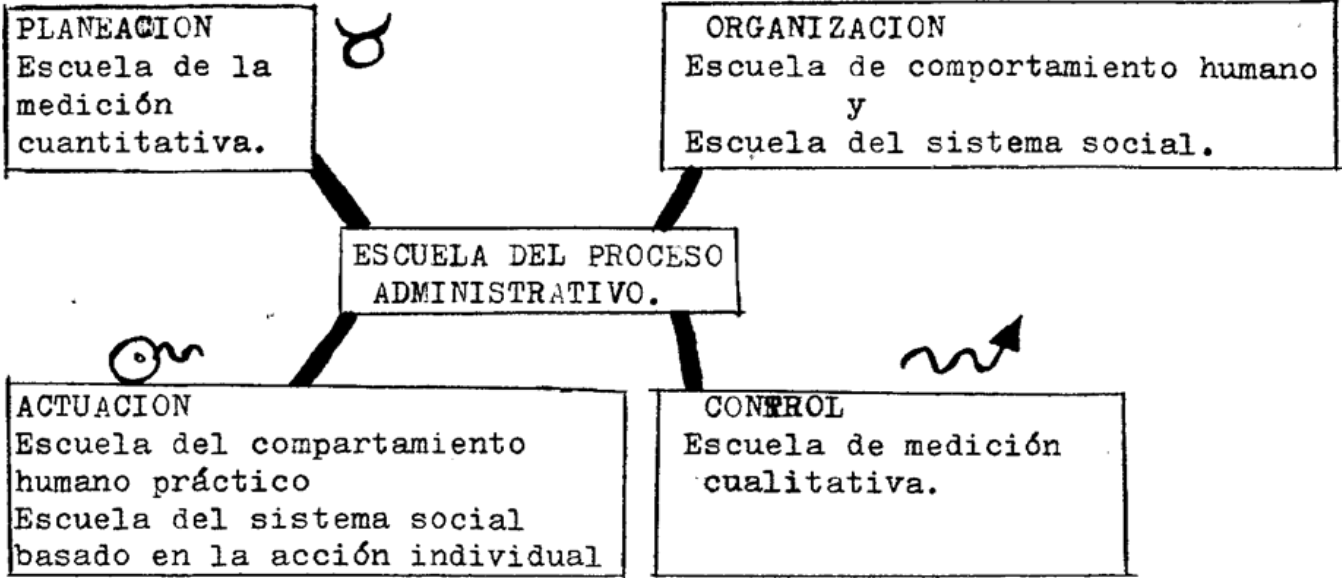 PLANEACION
Escuela de la
medición
cuantitativa.
ORGANIZACION
Escuela de comportamiento humano
y
Escuela del sistema social.
ESCUELA DEL PROCESO
ADMINISTRATIVO.
ACTUACION
Escuela del compartamiento
humano práctico
Escuela del sistema social
basado en la acción individual
CONTROL
Escuela de medición
cualitativa.